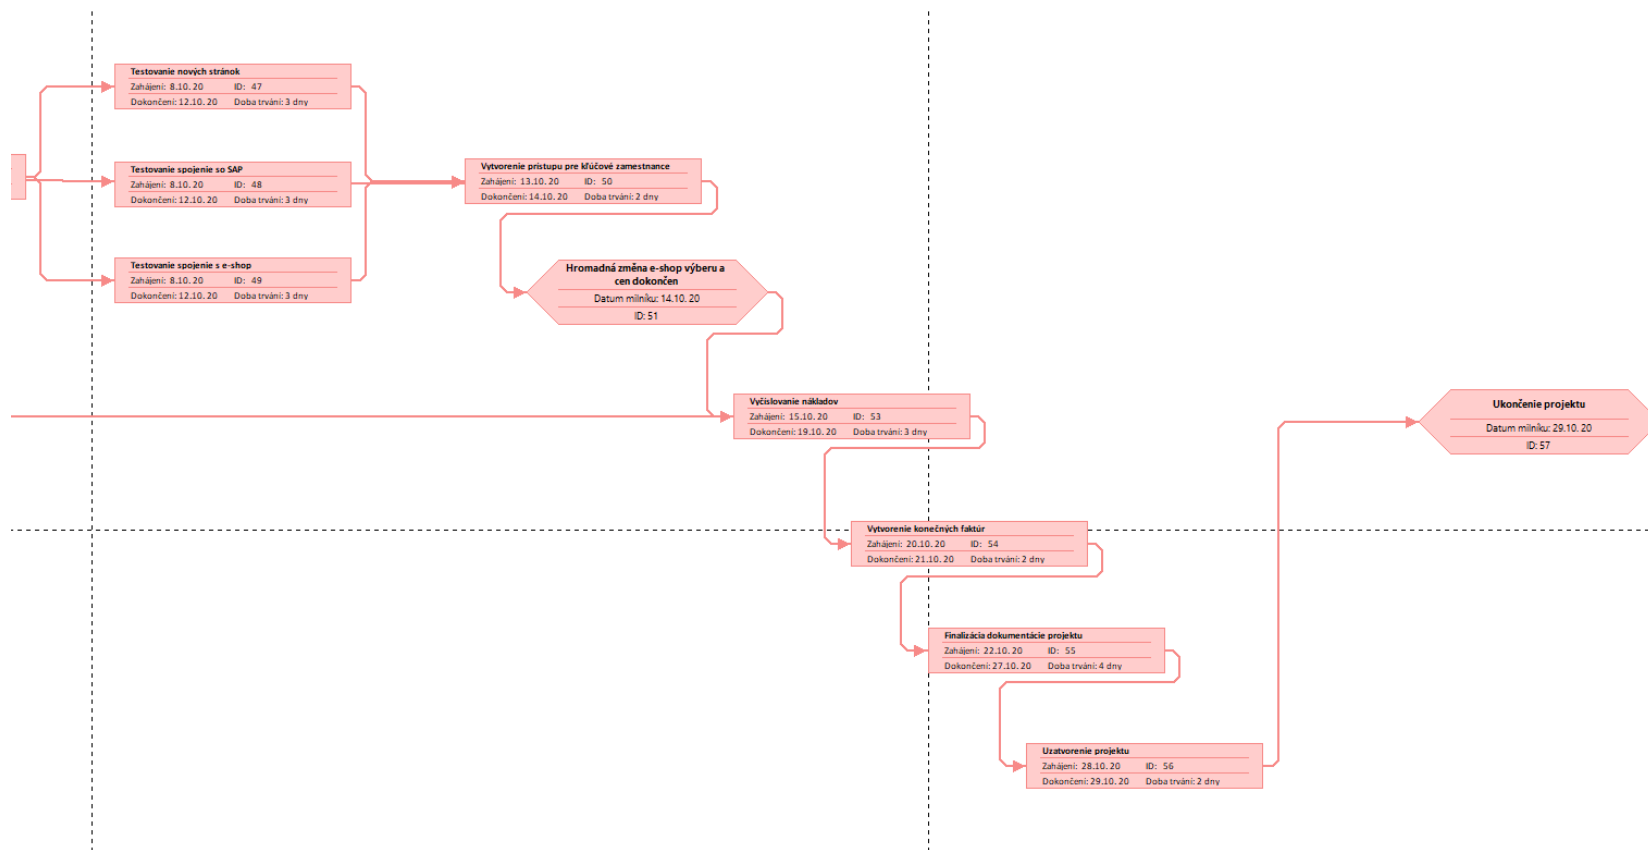 Testovanie nových stránok
Zahájení: 8.10. 20 ID: 47
Dokončení: 12.10. 20 Doba trvání: 3 dny
Testovanie spojenie so SAP
Zahájení: 8.10. 20 ID: 48
Dokončení: 12.10. 20 Doba trvání: 3 dny
Testovanie spojenie s e-shop
Zahájení: 8.10. 20 ID: 49
Dokončení: 12.10. 20 Doba trvání: 3 dny
Vytvorenie prístupu pre kľúčové zamestnance
Zahájení: 13.10. 20 ID: 50
Dokončení: 14.10. 20 Doba trvání: 2 dny
Hromadná změna e-shop výberu a
cen dokončen
Datum milníku: 14.10. 20
ID: 51
Vyčíslovanie nákladov
Zahájení: 15.10. 20 ID: 53
Dokončení: 19.10. 20 Doba trvání: 3 dny
Vytvorenie konečných faktúr
Zahájení: 20.10. 20 ID: 54
Dokončení: 21.10. 20 Doba trvání: 2 dny
Finalizácia dokumentácie projektu
Zahájení: 22.10. 20 ID: 55
Dokončení: 27.10. 20 Doba trvání: 4 dny
Uzatvorenie projektu
Zahájení: 28.10. 20 ID: 56
Dokončení: 29.10. 20 Doba trvání: 2 dny
Ukončenie projektu
Datum milníku: 29.10. 20
ID: 57